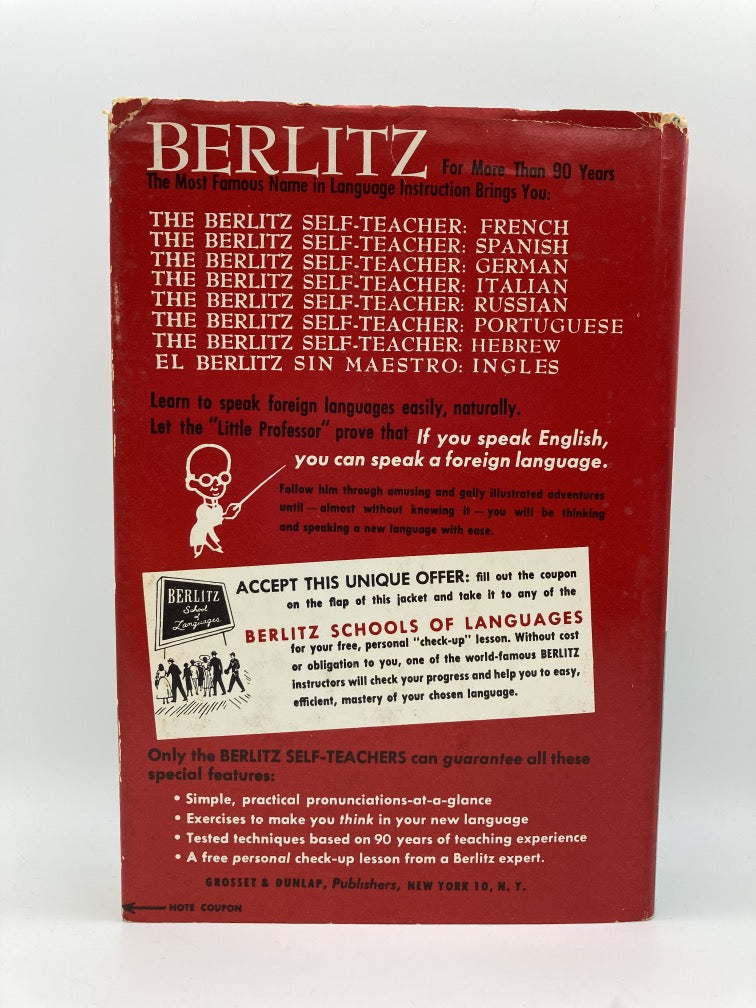 BERLITZ For More Than 90 Years
The Most Famous Name in Language Instruction Brings You:
THE BERLITZ SELF-TEACHER: FRENCH
THE BERLITZ SELF-TEACHER: SPANISH
THE BERLITZ SELF-TEACHER: GERMAN
THE BERLITZ SELF-TEACHER: ITALIAN
THE BERLITZ SELF-TEACHER: RUSSIAN
THE BERLITZ SELF-TEACHER: PORTUGUESE
THE BERLITZ SELF-TEACHER: HEBREW
EL BERLITZ SIN MAESTRO: INGLES
Learn to speak foreign languages easily, naturally.
Let the "Little Professor" prove that If you speak English,
you can speak a foreign language.
Follow him through amusing and gaily illustrated adventures
until — almost without knowing it — you will be thinking
and speaking a new language with ease.
BERLITZ
School
of
Languages
ACCEPT THIS UNIQUE OFFER: fill out the coupon
on the flap of this jacket and take it to any of the
BERLITZ SCHOOLS OF LANGUAGES
for your free, personal "check-up" lesson. Without cost
or obligation to you, one of the world-famous BERLITZ
instructors will check your progress and help you to easy,
efficient, mastery of your chosen language.
Only the BERLITZ SELF-TEACHERS can guarantee all these
special features:
• Simple, practical pronunciations-at-a-glance
• Exercises to make you think in your new language
• Tested techniques based on 90 years of teaching experience
• A free personal check-up lesson from a Berlitz expert.
GROSSET & DUNLAP, Publishers, NEW YORK 10, N. Y.
NOTE COUPON